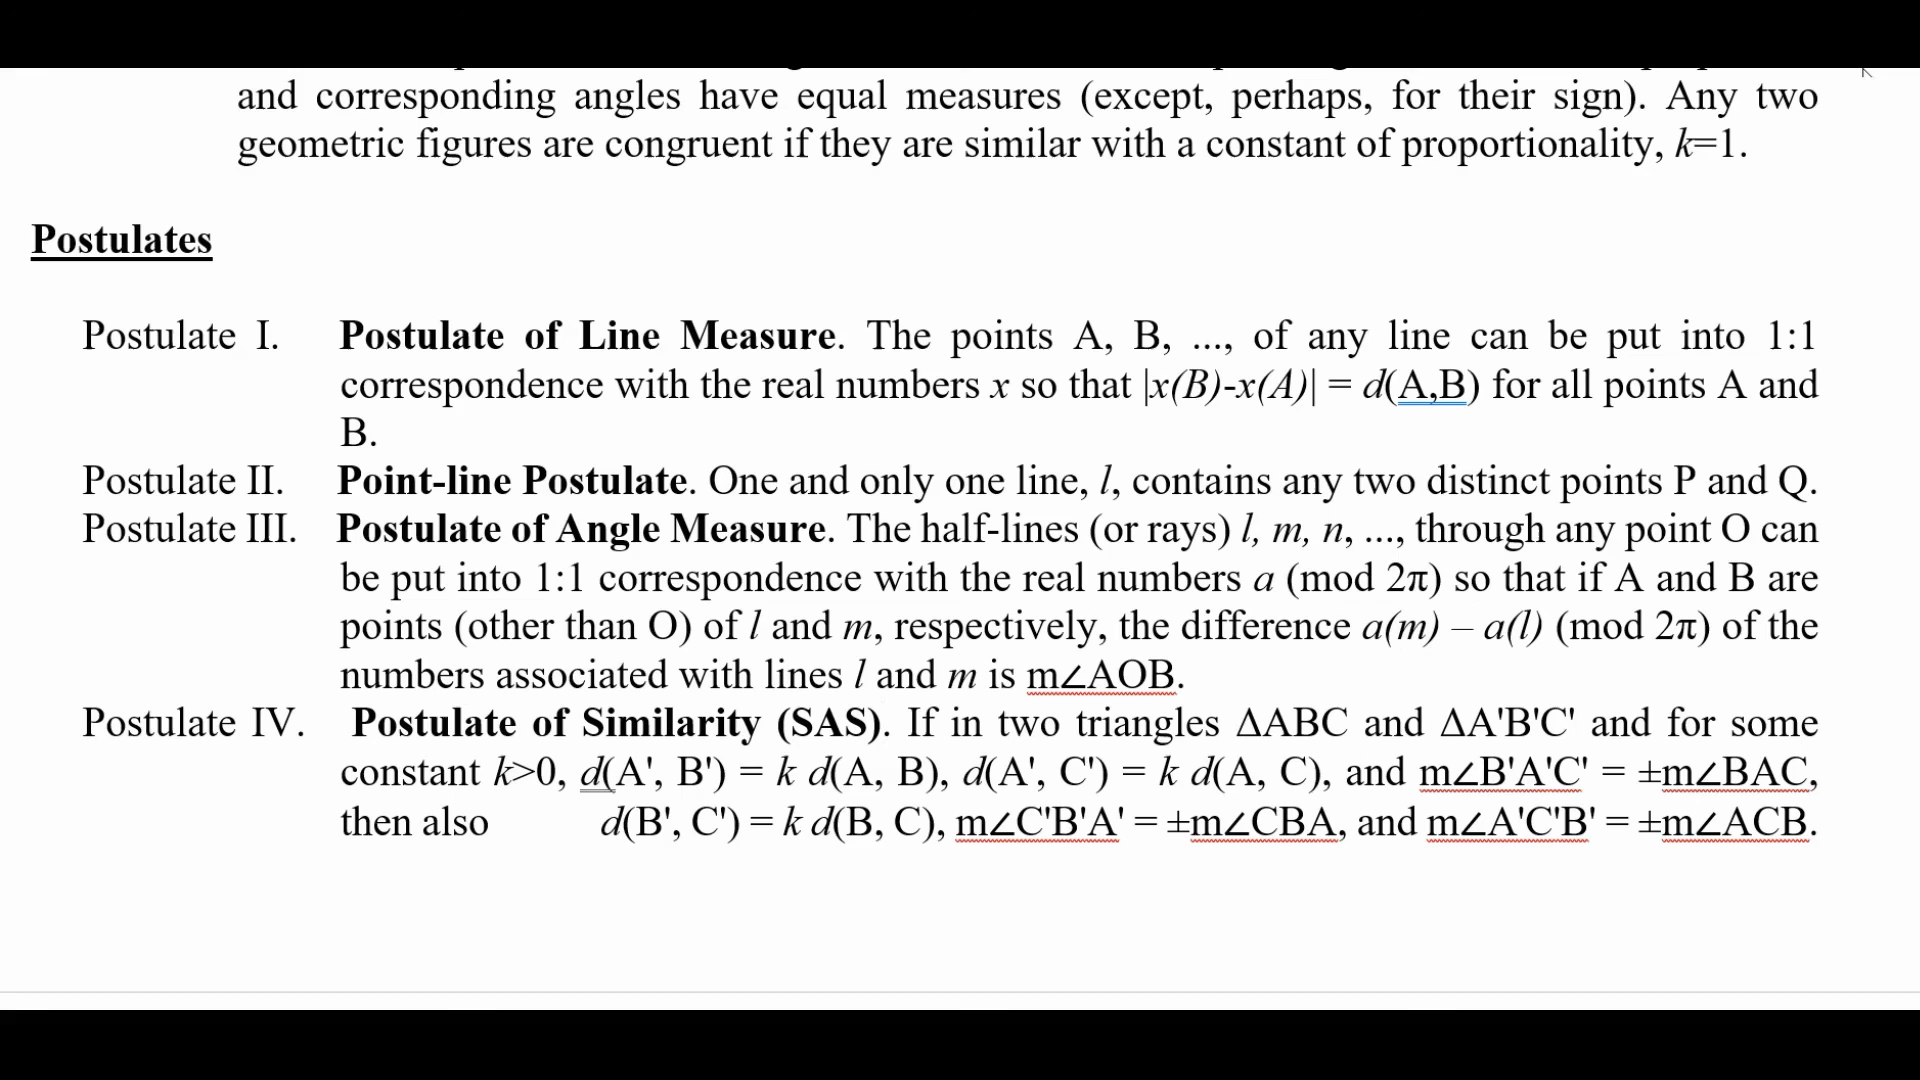 and corresponding angles have equal measures (except, perhaps, for their sign). Any two
geometric figures are congruent if they are similar with a constant of proportionality, k=1.
Postulates
Postulate I. Postulate of Line Measure. The points A, B, ..., of any line can be put into 1:1
correspondence with the real numbers x so that |x(B)-x(A)| = d(A,B) for all points A and
B.
Postulate II. Point-line Postulate. One and only one line, l, contains any two distinct points P and Q.
Postulate III. Postulate of Angle Measure. The half-lines (or rays) l, m, n, ..., through any point O can
be put into 1:1 correspondence with the real numbers a (mod 2π) so that if A and B are
points (other than O) of l and m, respectively, the difference a(m) – a(l) (mod 2π) of the
numbers associated with lines l and m is m∠AOB.
Postulate IV. Postulate of Similarity (SAS). If in two triangles ΔABC and ΔA'B'C' and for some
constant k>0, d(A', B') = k d(A, B), d(A', C') = k d(A, C), and m∠B'A'C' = ±m∠BAC,
then also d(B', C') = k d(B, C), m∠C'B'A' = ±m∠CBA, and m∠A'C'B' = ±m∠ACB.